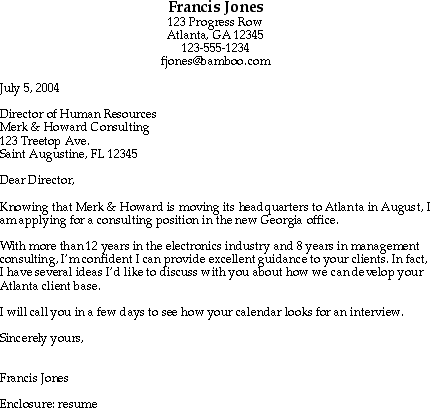 Francis Jones
123 Progress Row
Atlanta, GA 12345
123-555-1234
fjones@bamboo.com
July 5, 2004
Director of Human Resources
Merk & Howard Consulting
123 Treetop Ave.
Saint Augustine, FL 12345
Dear Director,
Knowing that Merk & Howard is moving its headquarters to Atlanta in August, I
am applying for a consulting position in the new Georgia office.
With more than 12 years in the electronics industry and 8 years in management
consulting, I'm confident I can provide excellent guidance to your clients. In fact,
I have several ideas I'd like to discuss with you about how we can develop your
Atlanta client base.
I will call you in a few days to see how your calendar looks for an interview.
Sincerely yours,
Francis Jones
Enclosure: resume